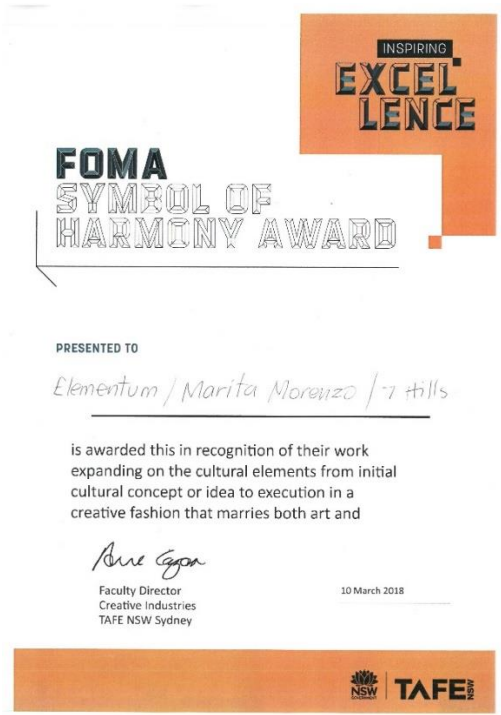 INSPIRING
EXCEL
LENCE
FOMA
SYMBOL OF
HARMONY AWARD
PRESENTED TO
Elementum / Marita Morenzo / 7 Hills
is awarded this in recognition of their work
expanding on the cultural elements from initial
cultural concept or idea to execution in a
creative fashion that marries both art and
Faculty Director
Creative Industries
TAFE NSW Sydney
10 March 2018
NSW
GOVERNMENT
TAFE NSW